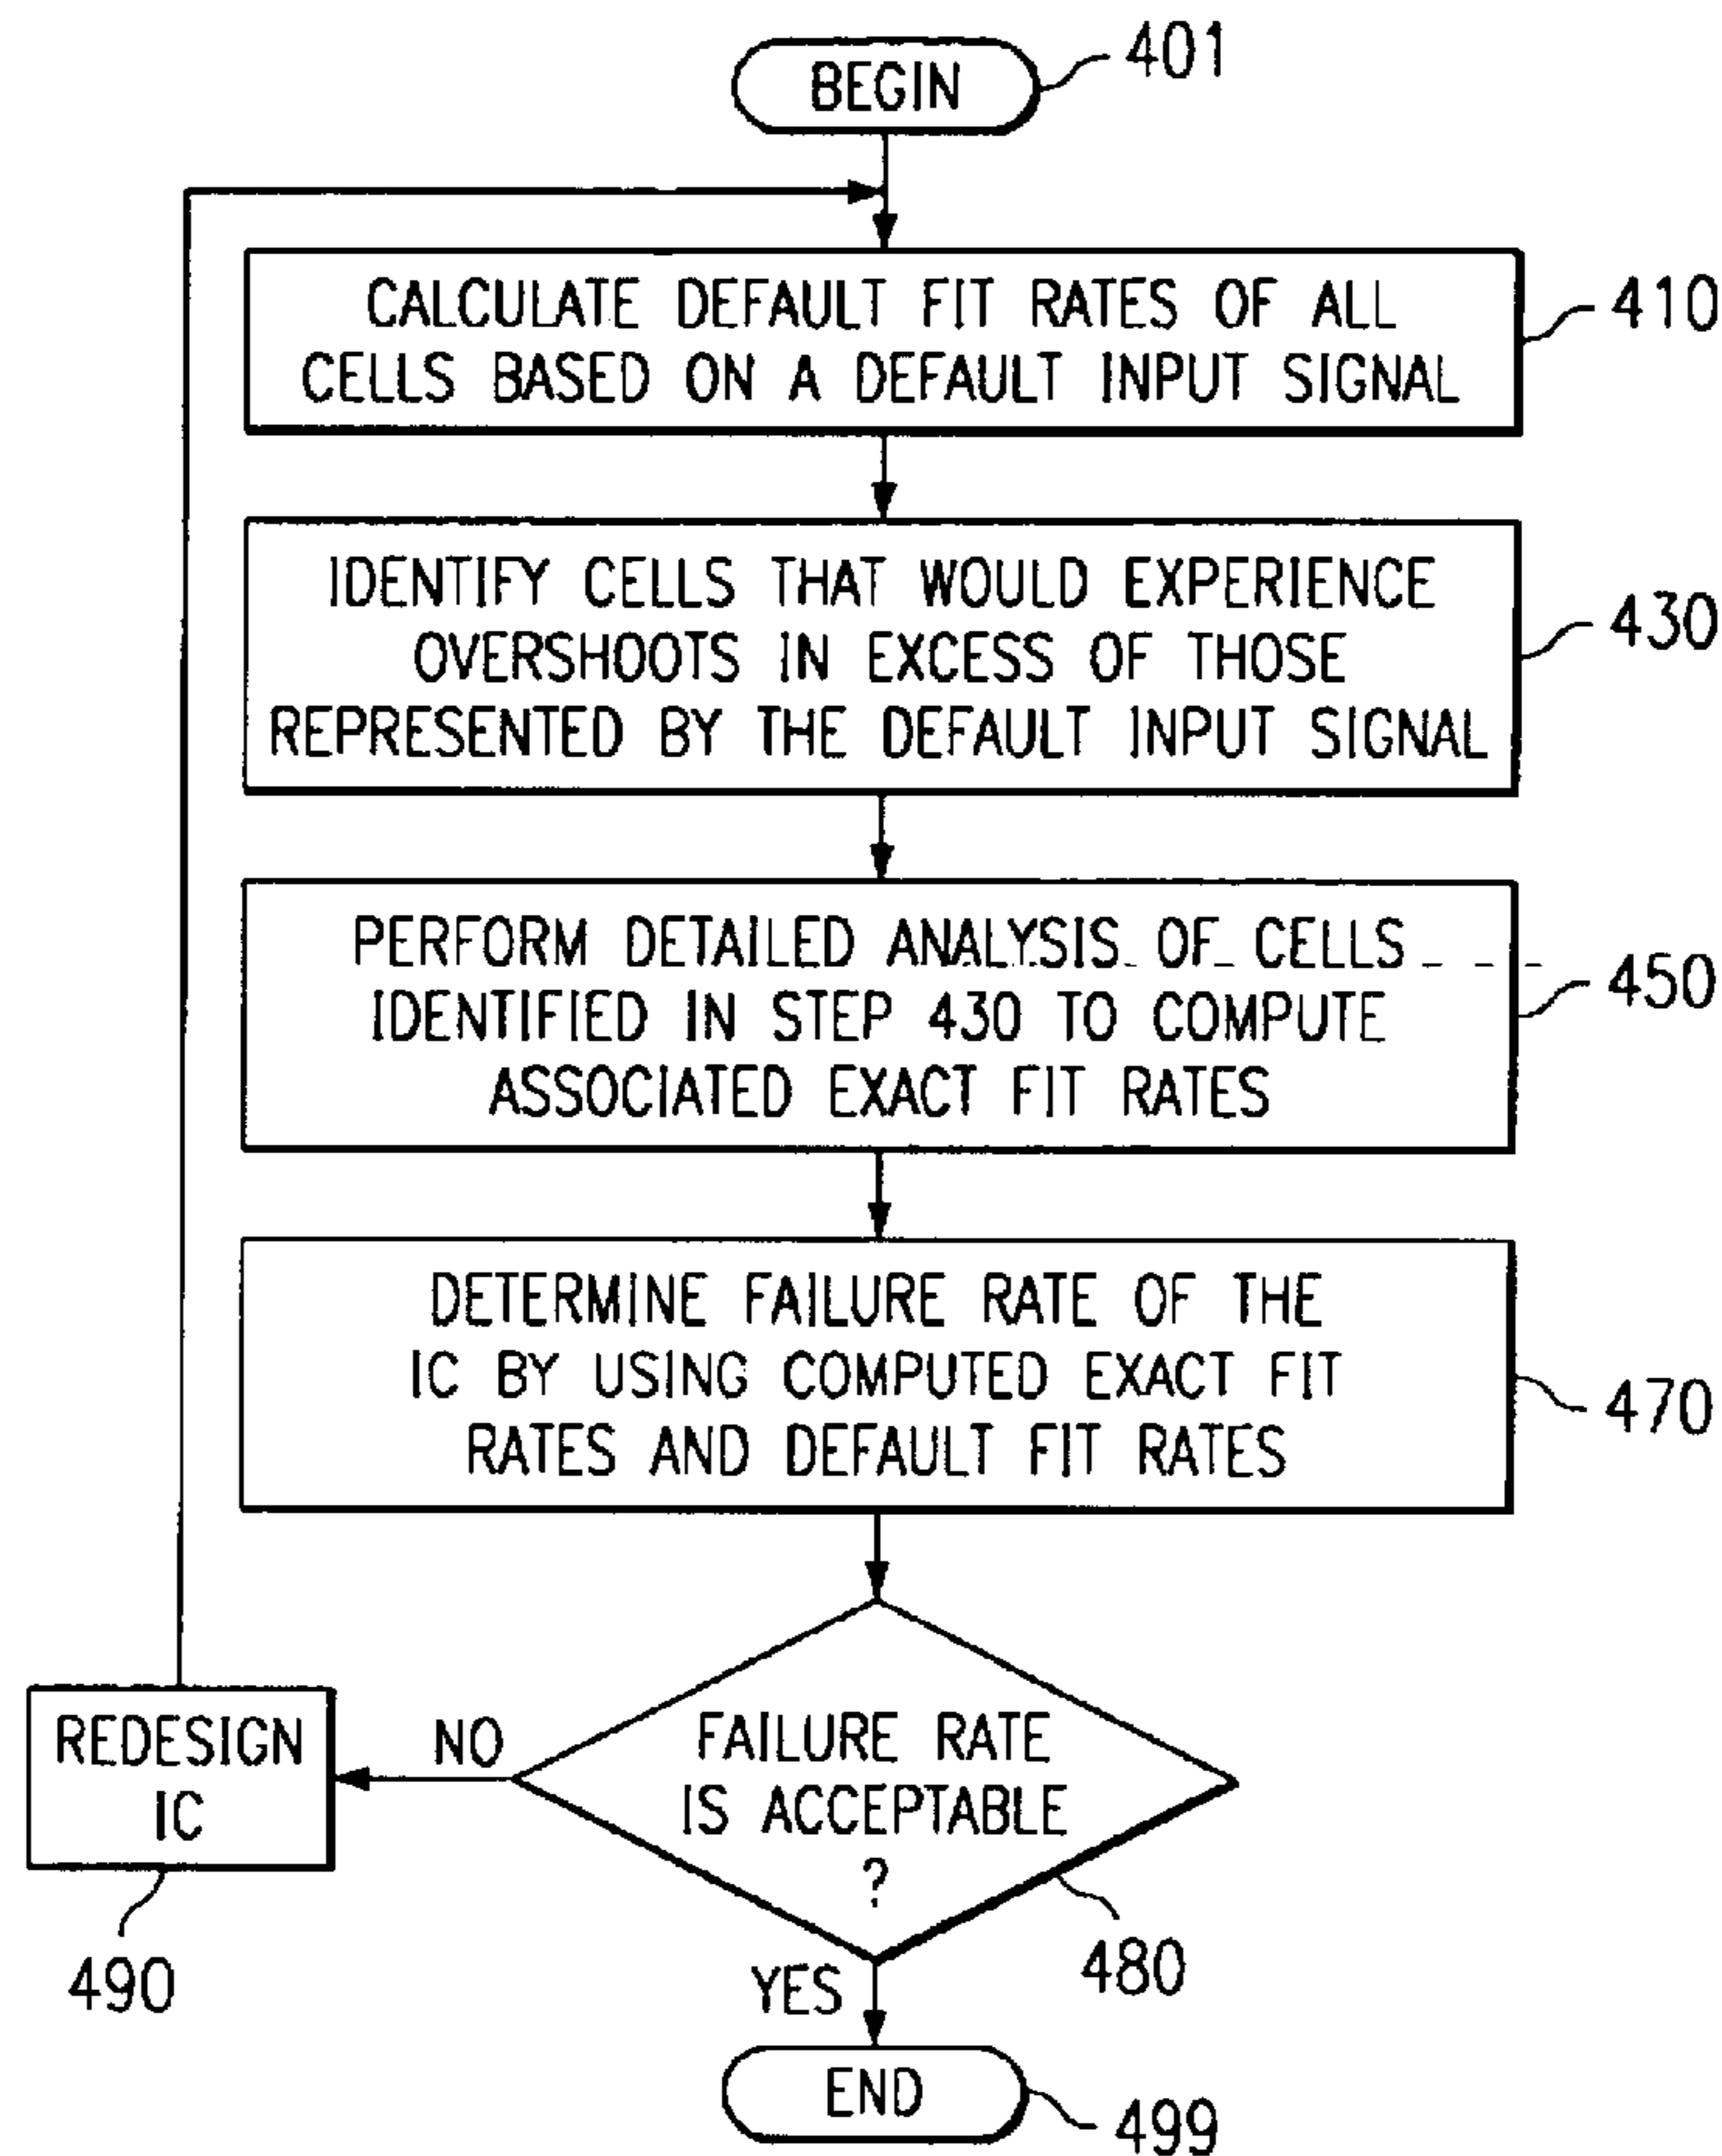 BEGIN
401
CALCULATE DEFAULT FIT RATES OF ALL
CELLS BASED ON A DEFAULT INPUT SIGNAL
410
IDENTIFY CELLS THAT WOULD EXPERIENCE
OVERSHOOTS IN EXCESS OF THOSE
REPRESENTED BY THE DEFAULT INPUT SIGNAL
430
PERFORM DETAILED ANALYSIS OF CELLS
IDENTIFIED IN STEP 430 TO COMPUTE
ASSOCIATED EXACT FIT RATES
450
DETERMINE FAILURE RATE OF THE
IC BY USING COMPUTED EXACT FIT
RATES AND DEFAULT FIT RATES
470
FAILURE RATE
IS ACCEPTABLE
?
480
NO
REDESIGN
IC
490
YES
END
499